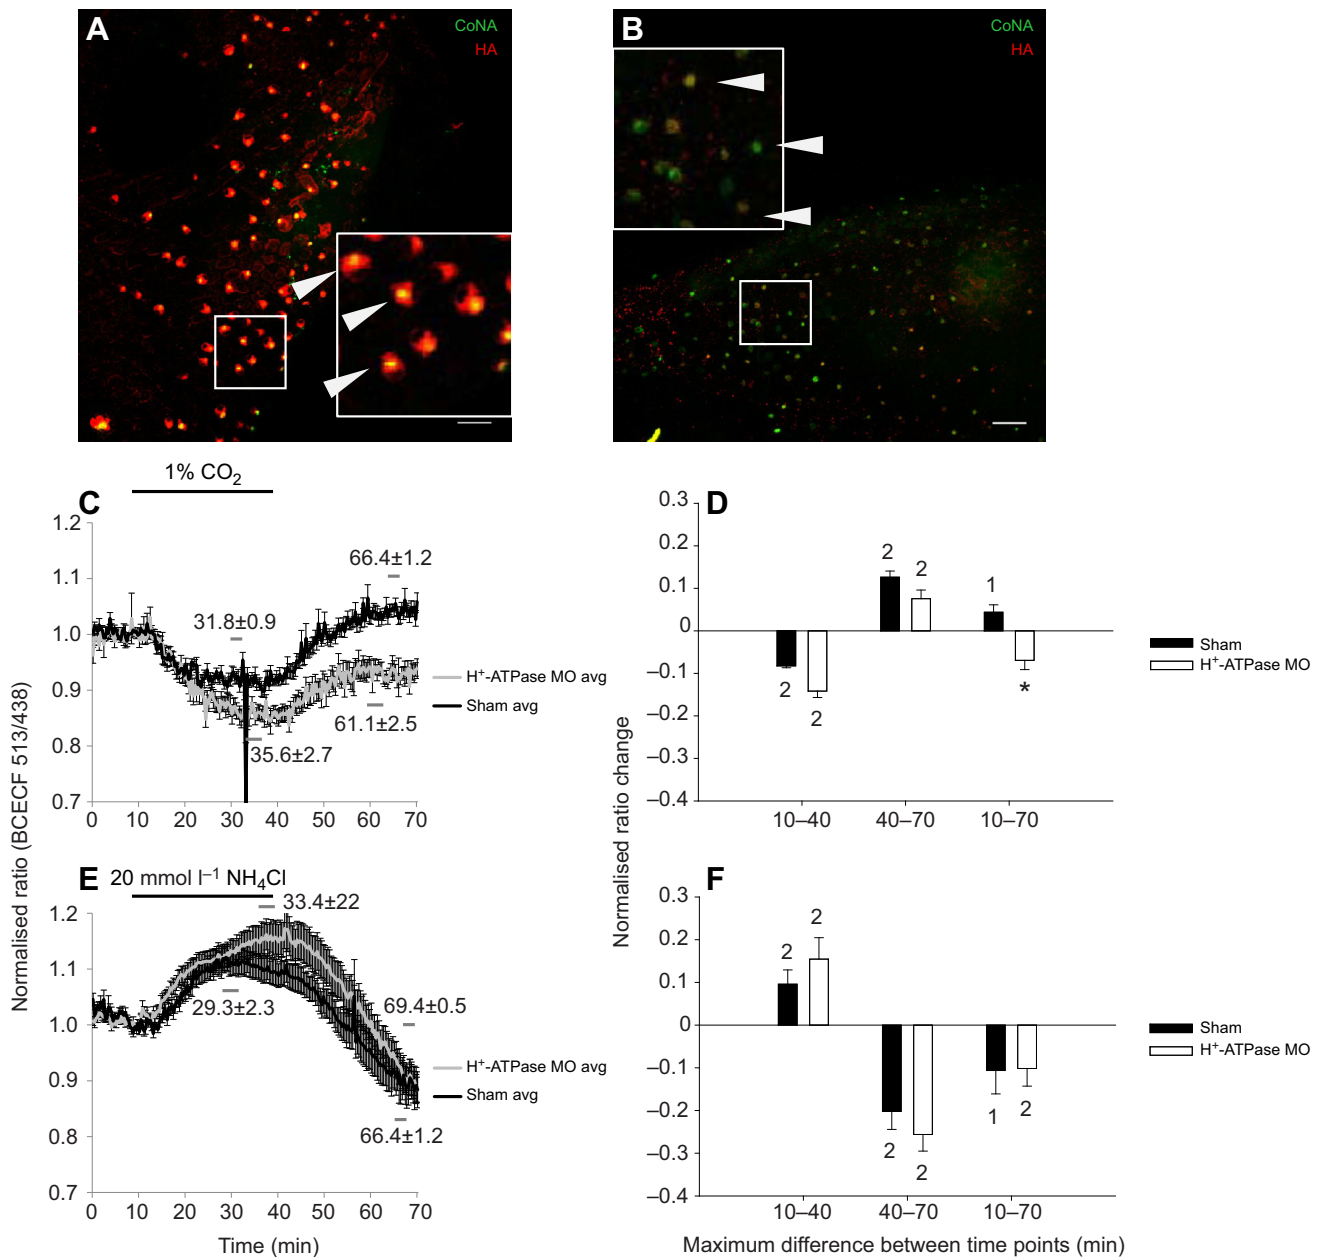 A
CoNA
HA
B
CoNA
HA
1% CO2
C
Normalised ratio (BCECF 513/438)
1.2
1.1
1.0
0.9
0.8
0.7
0 10 20 30 40 50 60 70
31.8±0.9
66.4±1.2
35.6±2.7
61.1±2.5
H+-ATPase MO avg
Sham avg
D
Normalised ratio change
0.3
0.2
0.1
0
–0.1
–0.2
–0.3
–0.4
2 2 2 2 1 *
10–40 40–70 10–70
Sham
H+-ATPase MO
E
20 mmol l–1 NH4Cl
1.2
1.1
1.0
0.9
0.8
0.7
0 10 20 30 40 50 60 70
33.4±22
29.3±2.3
69.4±0.5
66.4±1.2
H+-ATPase MO avg
Sham avg
Time (min)
F
0.3
0.2
0.1
0
–0.1
–0.2
–0.3
–0.4
2 2 2 2 1 2
10–40 40–70 10–70
Sham
H+-ATPase MO
Maximum difference between time points (min)